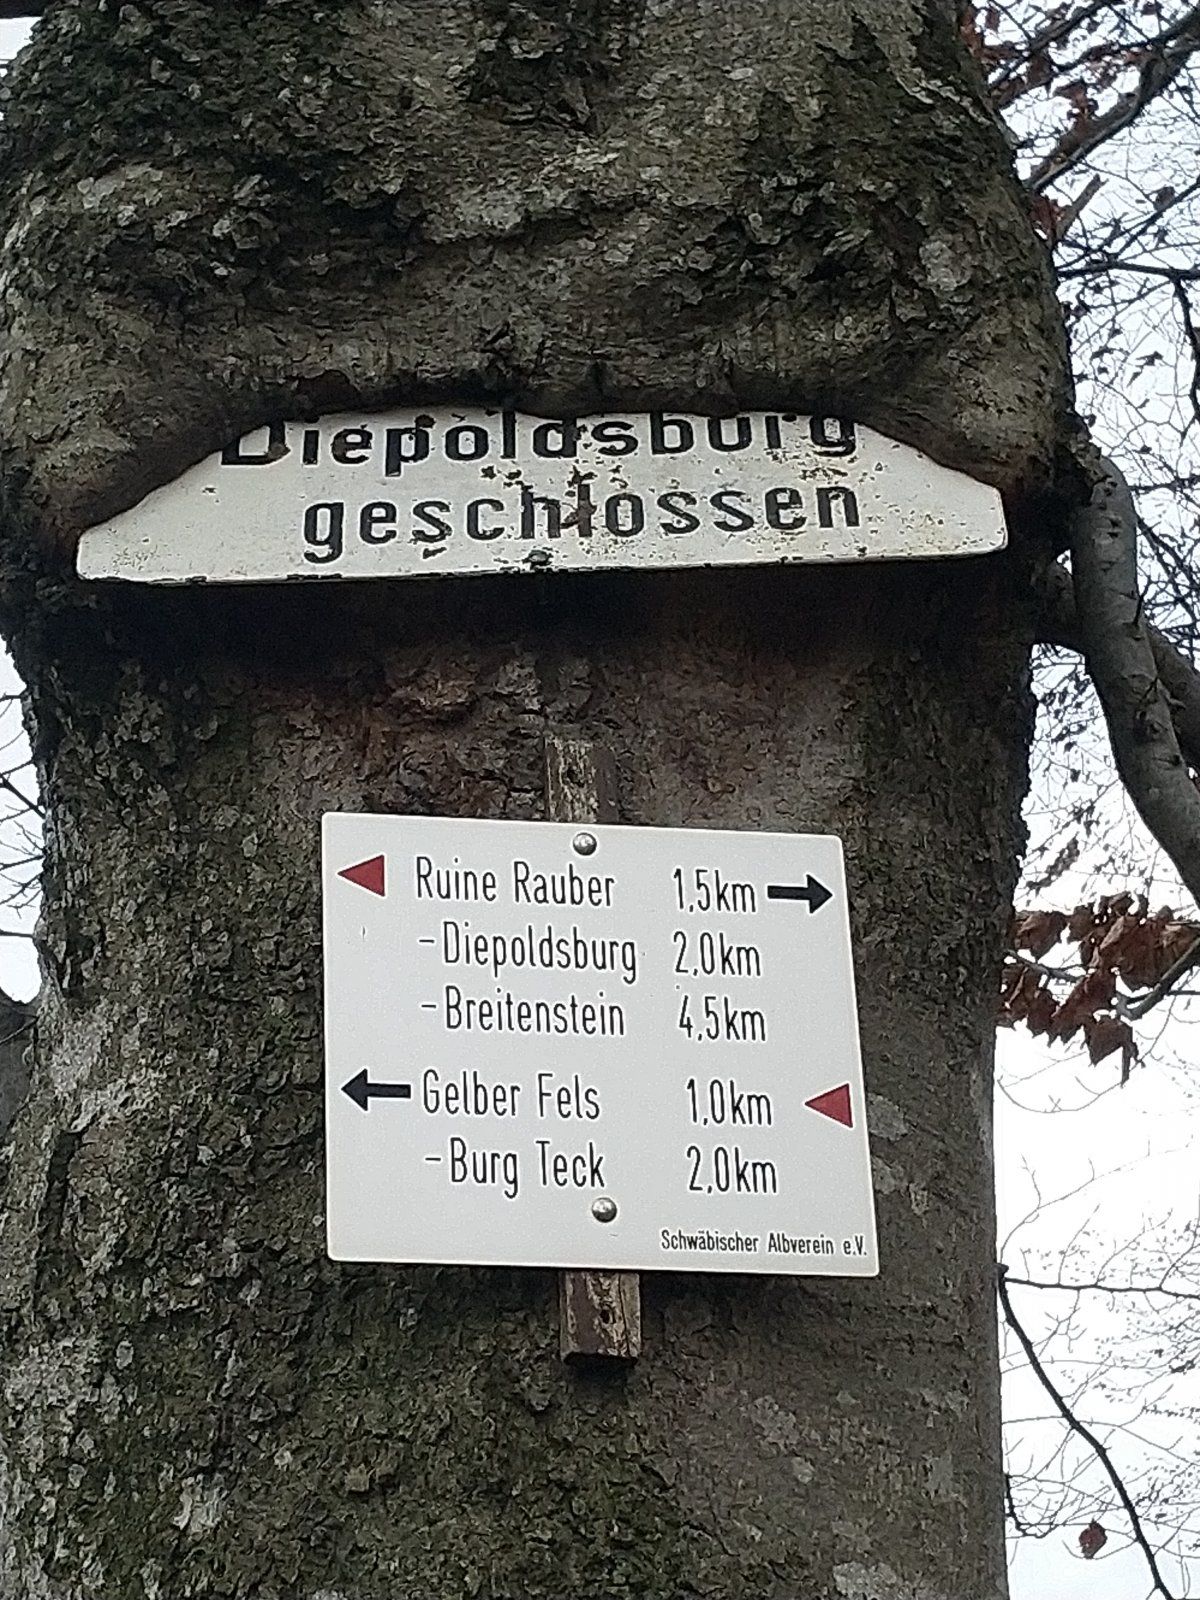 Diepoldsburg
geschlossen
Ruine Rauber 1,5km
-Diepoldsburg 2,0km
-Breitenstein 4,5km
Gelber Fels 1,0km
-Burg Teck 2,0km
Schwäbischer Albverein e.V.